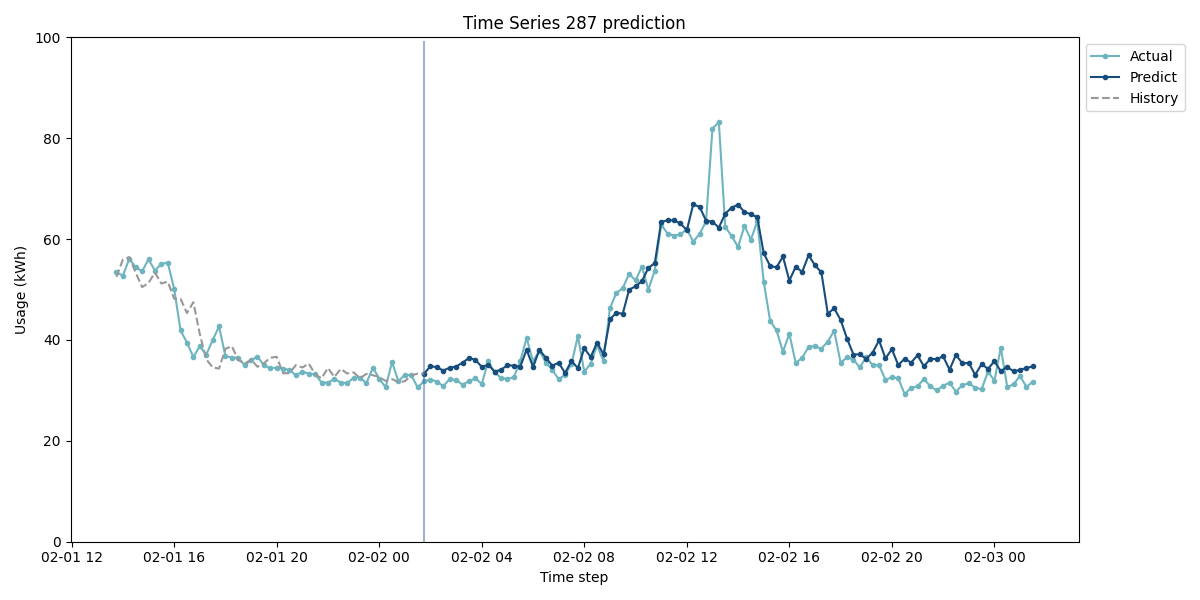 Time Series 287 prediction
Usage (kWh)
100
80
60
40
20
0
02-01 12
02-01 16
02-01 20
02-02 00
02-02 04
02-02 08
02-02 12
02-02 16
02-02 20
02-03 00
Time step
Actual
Predict
History